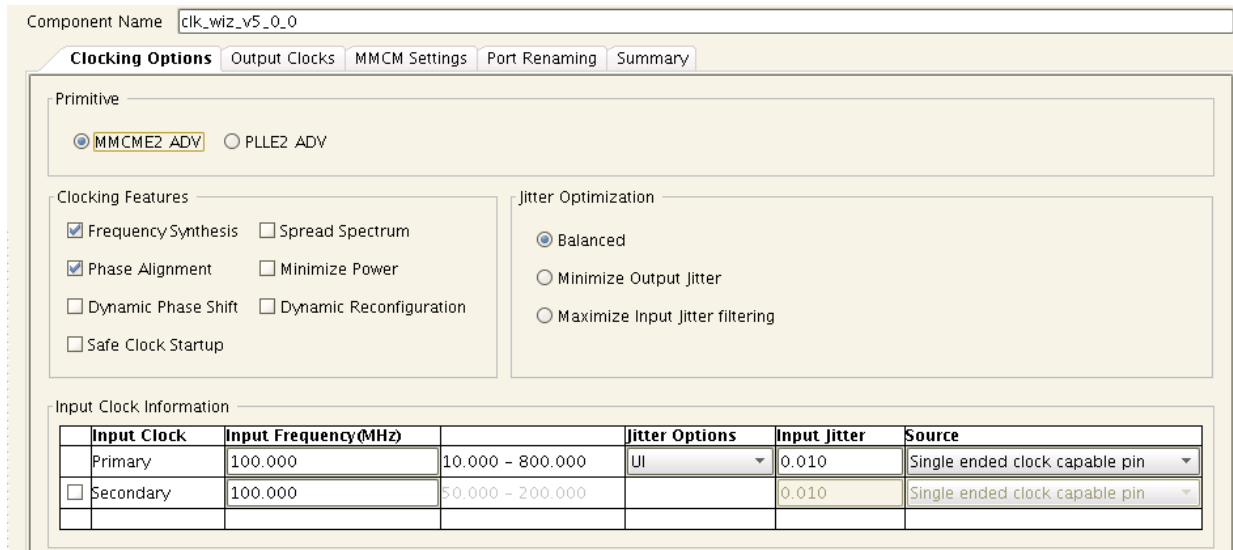 Component Name clk_wiz_v5_0_0
Clocking Options Output Clocks MMCM Settings Port Renaming Summary
Primitive
MMCME2 ADV PLLE2 ADV
Clocking Features
Frequency Synthesis Spread Spectrum
Phase Alignment Minimize Power
Dynamic Phase Shift Dynamic Reconfiguration
Safe Clock Startup
Jitter Optimization
Balanced
Minimize Output Jitter
Maximize Input Jitter filtering
Input Clock Information
Input Clock Input Frequency(MHz) Jitter Options Input Jitter Source
Primary 100.000 10.000 - 800.000 UI 0.010 Single ended clock capable pin
Secondary 100.000 50.000 - 200.000 0.010 Single ended clock capable pin